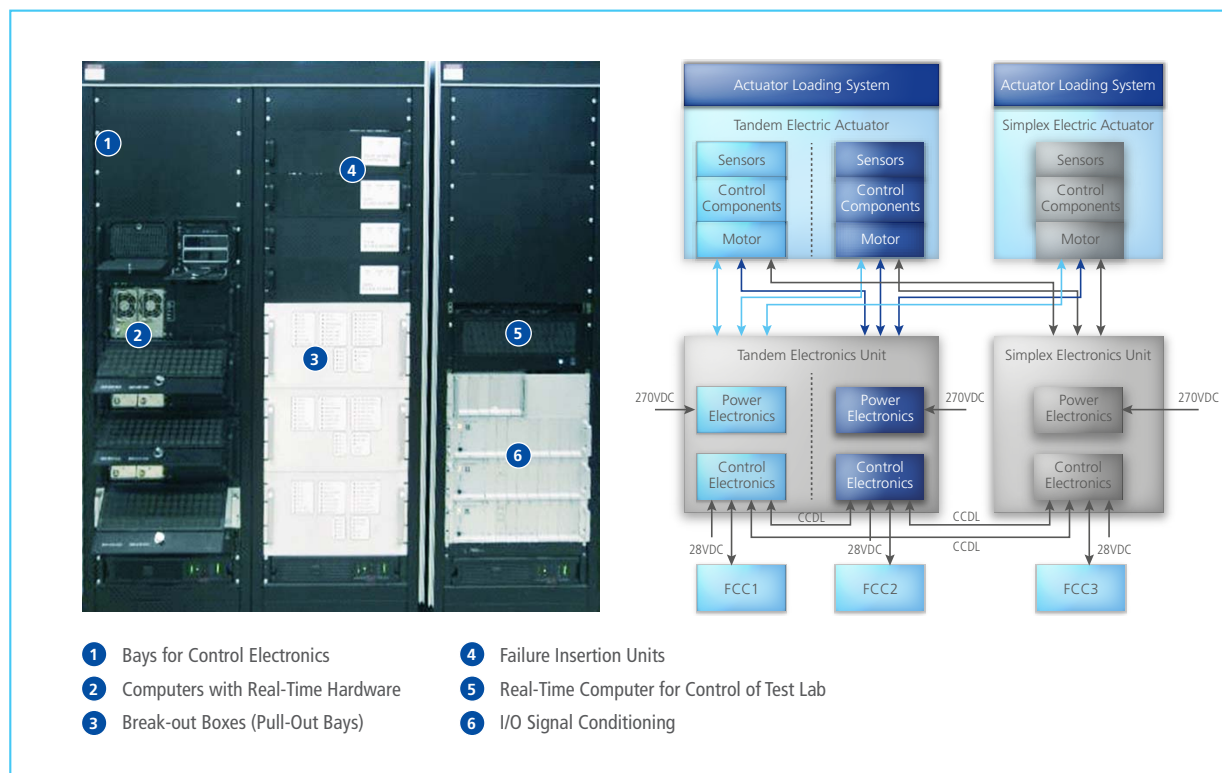 1
4
2
3
5
6
Actuator Loading System
Actuator Loading System
Tandem Electric Actuator
Simplex Electric Actuator
Sensors
Sensors
Sensors
Control
Components
Control
Components
Control
Components
Motor
Motor
Motor
Tandem Electronics Unit
Simplex Electronics Unit
270VDC
Power
Electronics
Power
Electronics
270VDC
Power
Electronics
270VDC
Control
Electronics
Control
Electronics
Control
Electronics
CCDL
CCDL
28VDC
28VDC
CCDL
28VDC
FCC1
FCC2
FCC3
1 Bays for Control Electronics
2 Computers with Real-Time Hardware
3 Break-out Boxes (Pull-Out Bays)
4 Failure Insertion Units
5 Real-Time Computer for Control of Test Lab
6 I/O Signal Conditioning